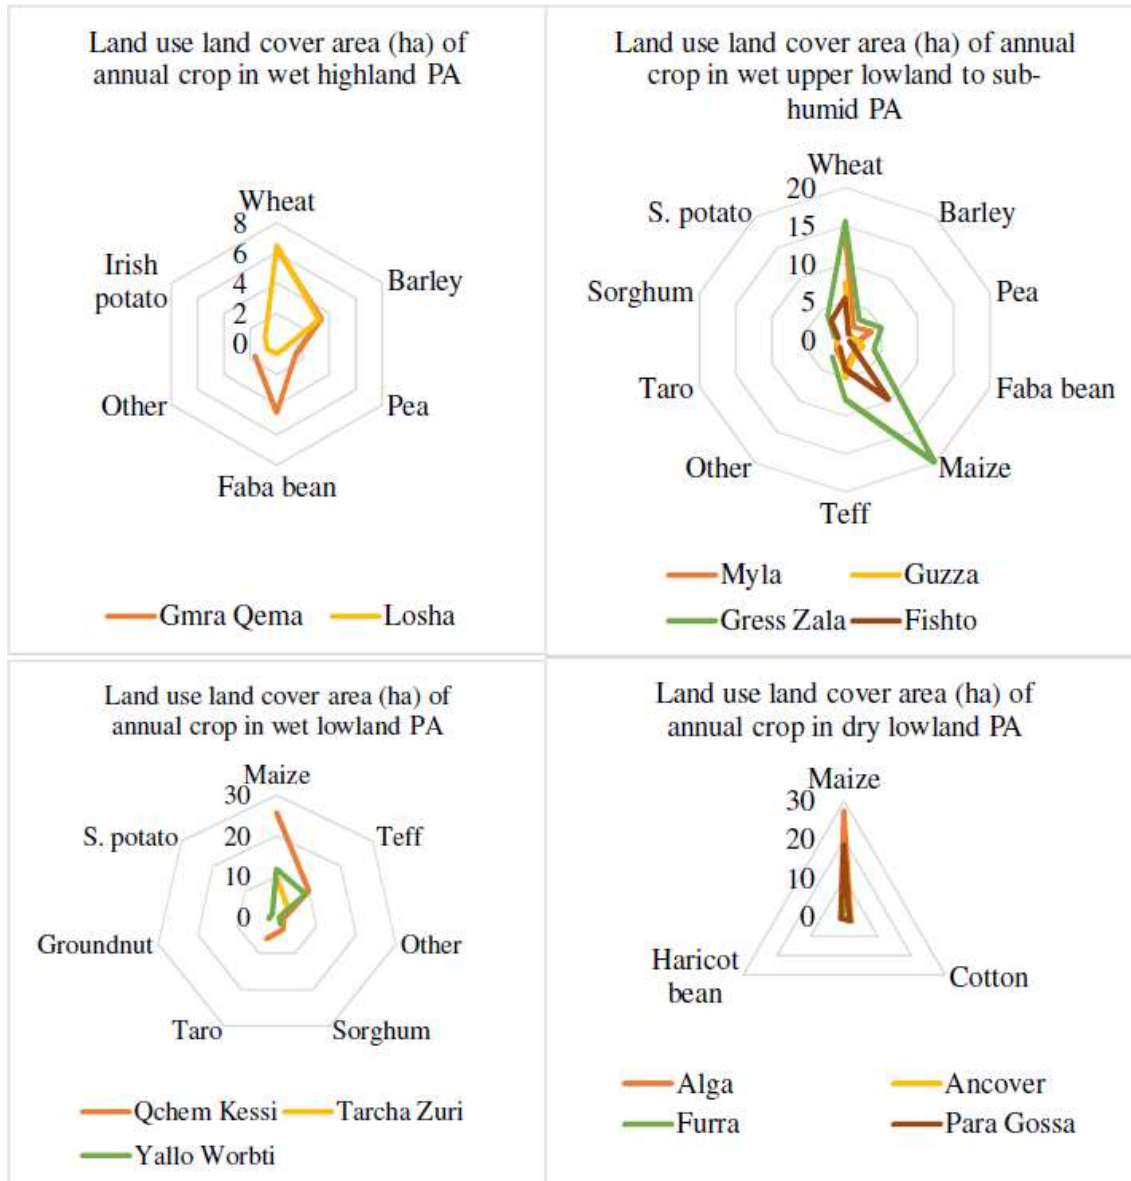 Land use land cover area (ha) of
annual crop in wet highland PA
Wheat
8
6
4
2
0
Barley
Pea
Faba bean
Other
Irish
potato
Gmra Qema
Losha
Land use land cover area (ha) of annual
crop in wet upper lowland to sub-
humid PA
Wheat
20
15
10
5
0
Barley
Pea
Faba bean
Maize
Teff
Other
Taro
Sorghum
S. potato
Myla
Guzza
Gress Zala
Fishto
Land use land cover area (ha) of
annual crop in wet lowland PA
Maize
30
20
10
0
Teff
Other
Sorghum
Taro
Groundnut
S. potato
Qchem Kessi
Tarcha Zuri
Yallo Worbti
Land use land cover area (ha) of
annual crop in dry lowland PA
Maize
30
20
10
0
Cotton
Haricot
bean
Alga
Ancover
Furra
Para Gossa